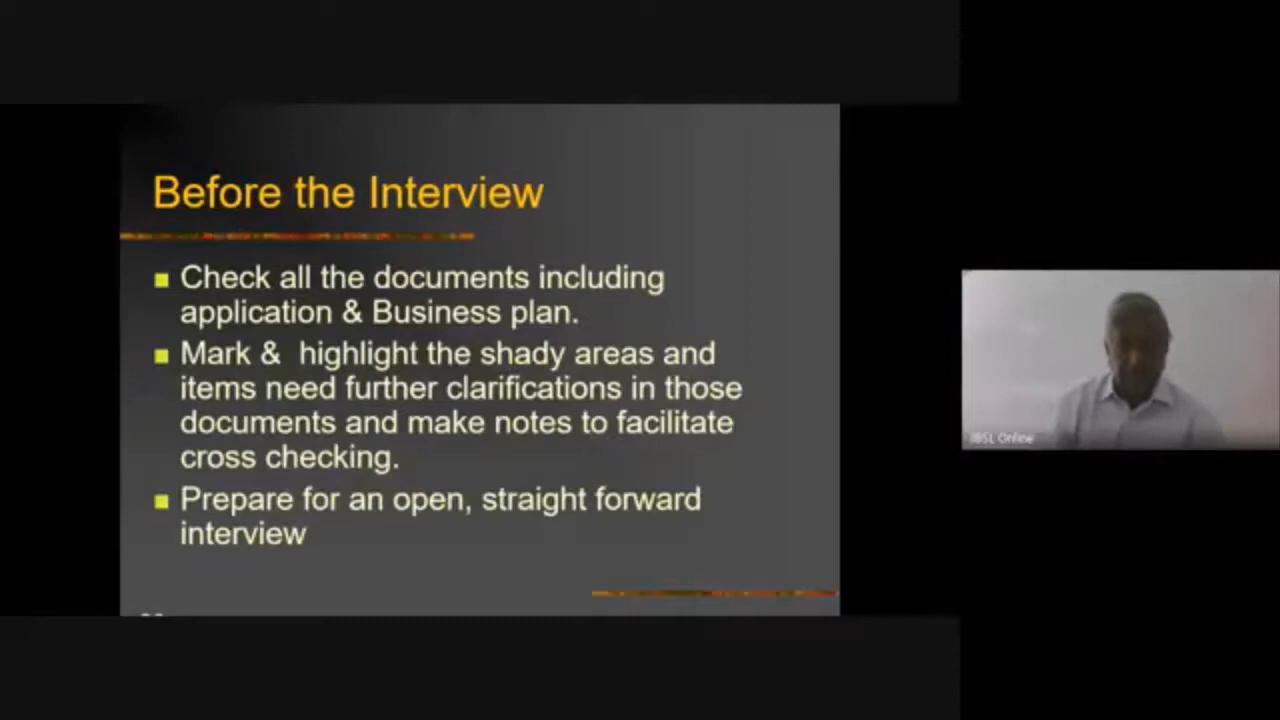 Before the Interview
Check all the documents including
application & Business plan.
Mark & highlight the shady areas and
items need further clarifications in those
documents and make notes to facilitate
cross checking.
Prepare for an open, straight forward
interview
IBSL Online